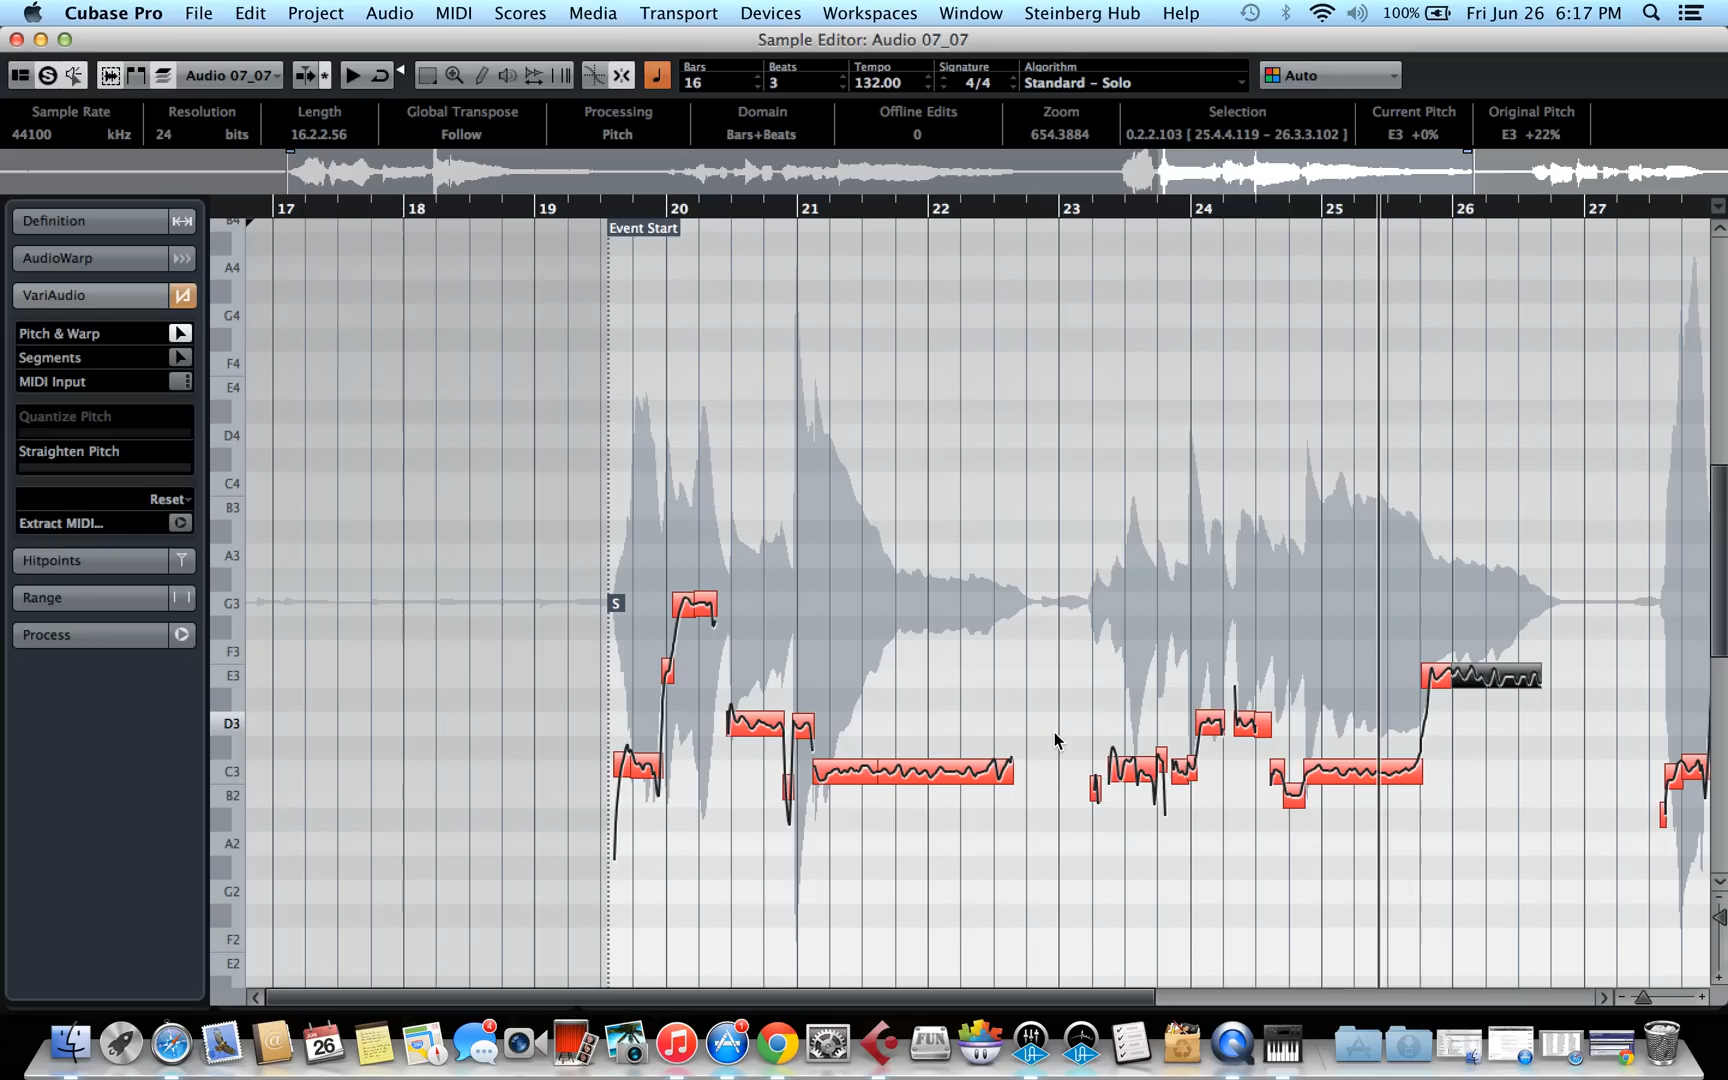 Cubase Pro File Edit Project Audio MIDI Scores Media Transport Devices Workspaces Window Steinberg Hub Help 100% Fri Jun 26 6:17 PM
Sample Editor: Audio 07_07
Audio 07_07 Bars Beats Tempo Signature Algorithm Auto
16 3 132.00 4/4 Standard - Solo
Sample Rate Resolution Length Global Transpose Processing Domain Offline Edits Zoom Selection Current Pitch Original Pitch
44100 kHz 24 bits 16.2.2.56 Follow Pitch Bars+Beats 0 654.3884 0.2.2.103 [ 25.4.4.119 - 26.3.3.102 ] E3 +0% E3 +22%
17 18 19 20 21 22 23 24 25 26 27
Definition
Event Start
AudioWarp
VariAudio
Pitch & Warp
Segments
MIDI Input
Quantize Pitch
Straighten Pitch
Reset
Extract MIDI...
Hitpoints
Range
Process
B4
A4
G4
F4
E4
D4
C4
B3
A3
G3
S
F3
E3
D3
C3
B2
A2
G2
F2
E2
JUN
26
4
1
FUN